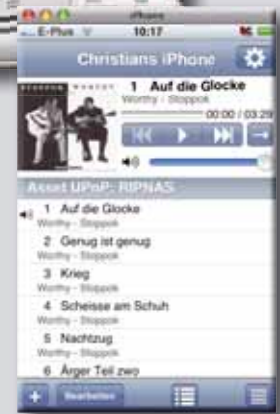 iPhone
E-Plus 10:17
Christians iPhone
STOPPOK WORTHY
1 Auf die Glocke
Worthy - Stoppok
00:00 / 03:29
Asset UPnP: RIPNAS
1 Auf die Glocke
Worthy - Stoppok
2 Genug ist genug
Worthy - Stoppok
3 Krieg
Worthy - Stoppok
4 Scheisse am Schuh
Worthy - Stoppok
5 Nachtzug
Worthy - Stoppok
6 Ärger Teil zwo
Bearbeiten